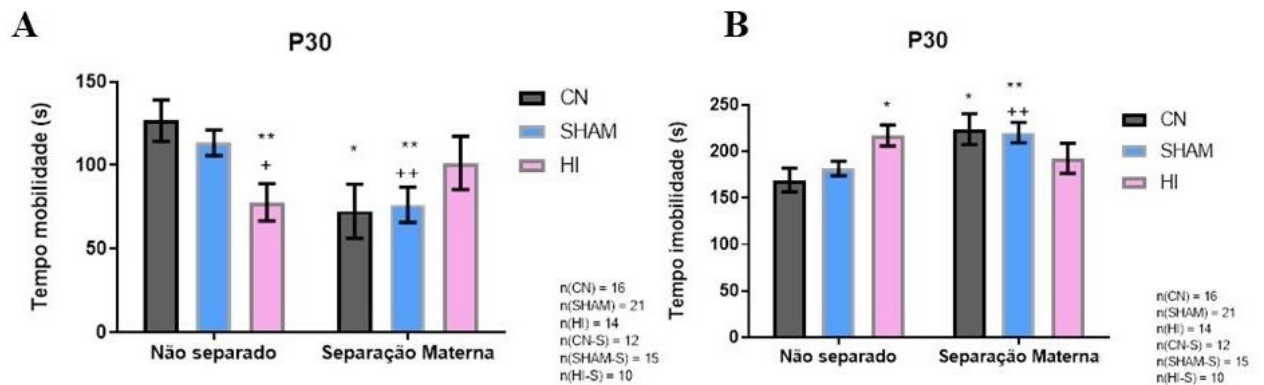 A
P30
Tempo mobilidade (s)
150
100
50
0
**
+
*
**
++
Não separado
Separação Materna
CN
SHAM
HI
n(CN) = 16
n(SHAM) = 21
n(HI) = 14
n(CN-S) = 12
n(SHAM-S) = 15
n(HI-S) = 10
B
P30
Tempo imobilidade (s)
250
200
150
100
50
0
*
*
**
++
Não separado
Separação Materna
CN
SHAM
HI
n(CN) = 16
n(SHAM) = 21
n(HI) = 14
n(CN-S) = 12
n(SHAM-S) = 15
n(HI-S) = 10